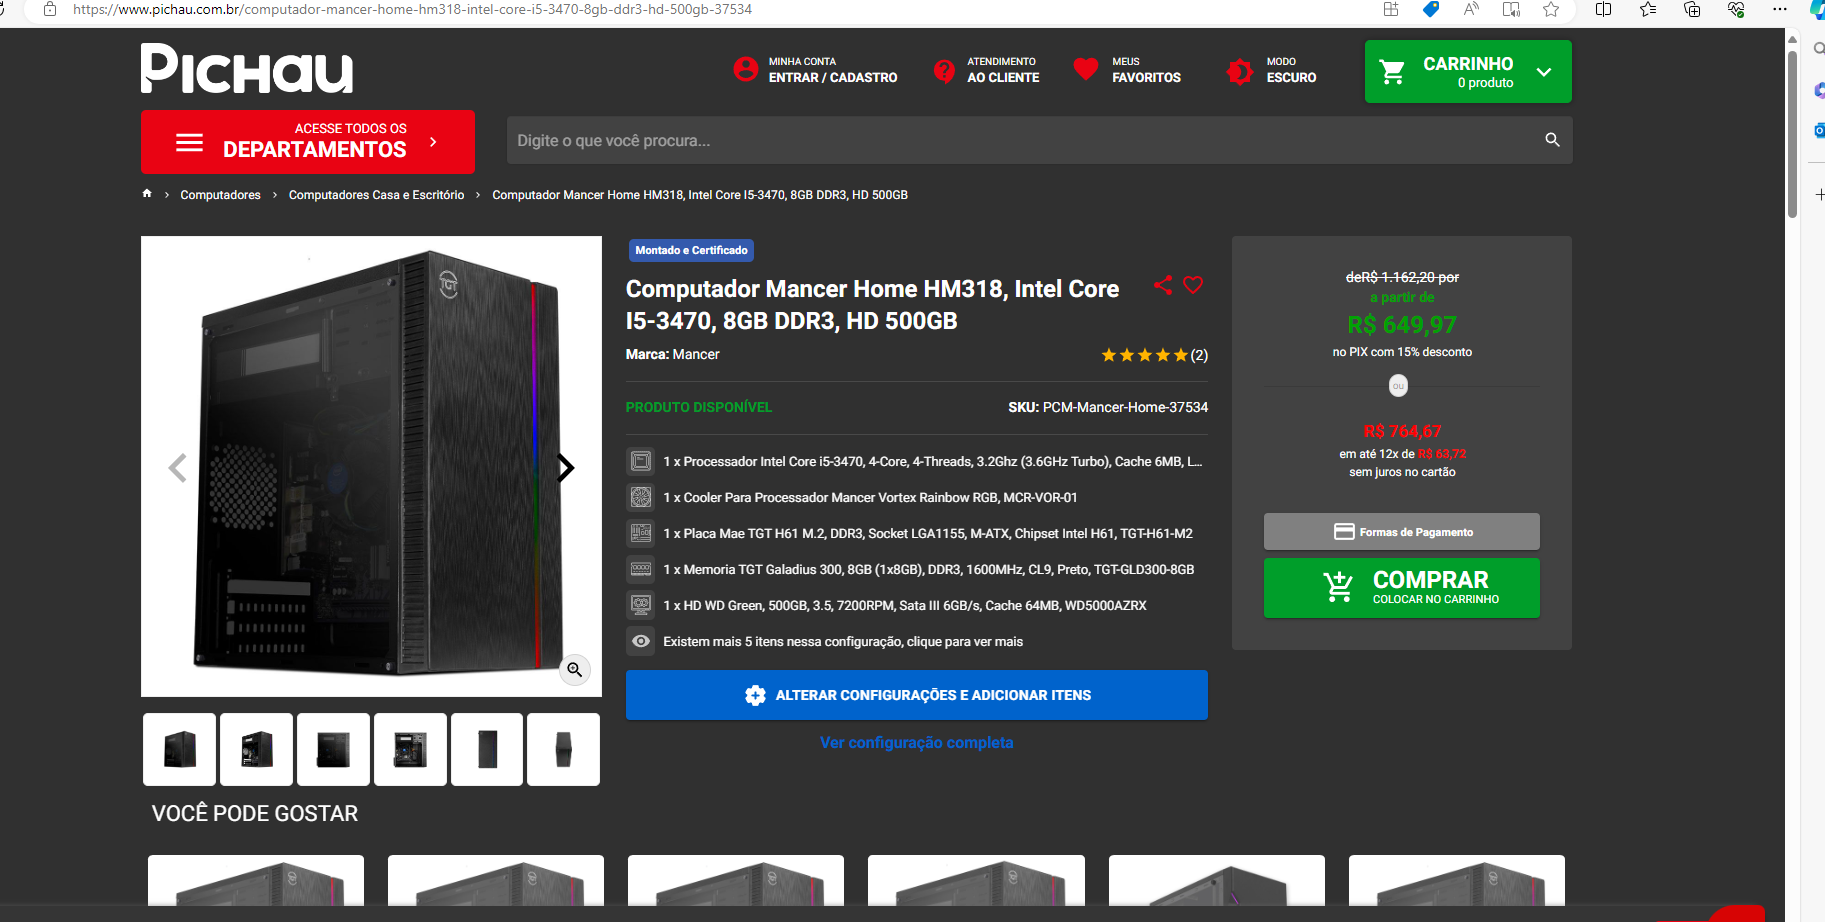 https://www.pichau.com.br/computador-mancer-home-hm318-intel-core-i5-3470-8gb-ddr3-hd-500gb-37534
PICHAU
MINHA CONTA
ENTRAR / CADASTRO
ATENDIMENTO
AO CLIENTE
MEUS
FAVORITOS
MODO
ESCURO
CARRINHO
0 produto
ACESSE TODOS OS
DEPARTAMENTOS
Digite o que você procura...
Computadores > Computadores Casa e Escritório > Computador Mancer Home HM318, Intel Core I5-3470, 8GB DDR3, HD 500GB
TGT
Montado e Certificado
Computador Mancer Home HM318, Intel Core
I5-3470, 8GB DDR3, HD 500GB
Marca: Mancer
(2)
PRODUTO DISPONÍVEL
SKU: PCM-Mancer-Home-37534
1 x Processador Intel Core i5-3470, 4-Core, 4-Threads, 3.2Ghz (3.6GHz Turbo), Cache 6MB, L...
1 x Cooler Para Processador Mancer Vortex Rainbow RGB, MCR-VOR-01
1 x Placa Mae TGT H61 M.2, DDR3, Socket LGA1155, M-ATX, Chipset Intel H61, TGT-H61-M2
1 x Memoria TGT Galadius 300, 8GB (1x8GB), DDR3, 1600MHz, CL9, Preto, TGT-GLD300-8GB
1 x HD WD Green, 500GB, 3.5, 7200RPM, Sata III 6GB/s, Cache 64MB, WD5000AZRX
Existem mais 5 itens nessa configuração, clique para ver mais
ALTERAR CONFIGURAÇÕES E ADICIONAR ITENS
Ver configuração completa
deR$ 1.162,20 por
a partir de
R$ 649,97
no PIX com 15% desconto
ou
R$ 764,67
em até 12x de R$ 63,72
sem juros no cartão
Formas de Pagamento
COMPRAR
COLOCAR NO CARRINHO
VOCÊ PODE GOSTAR